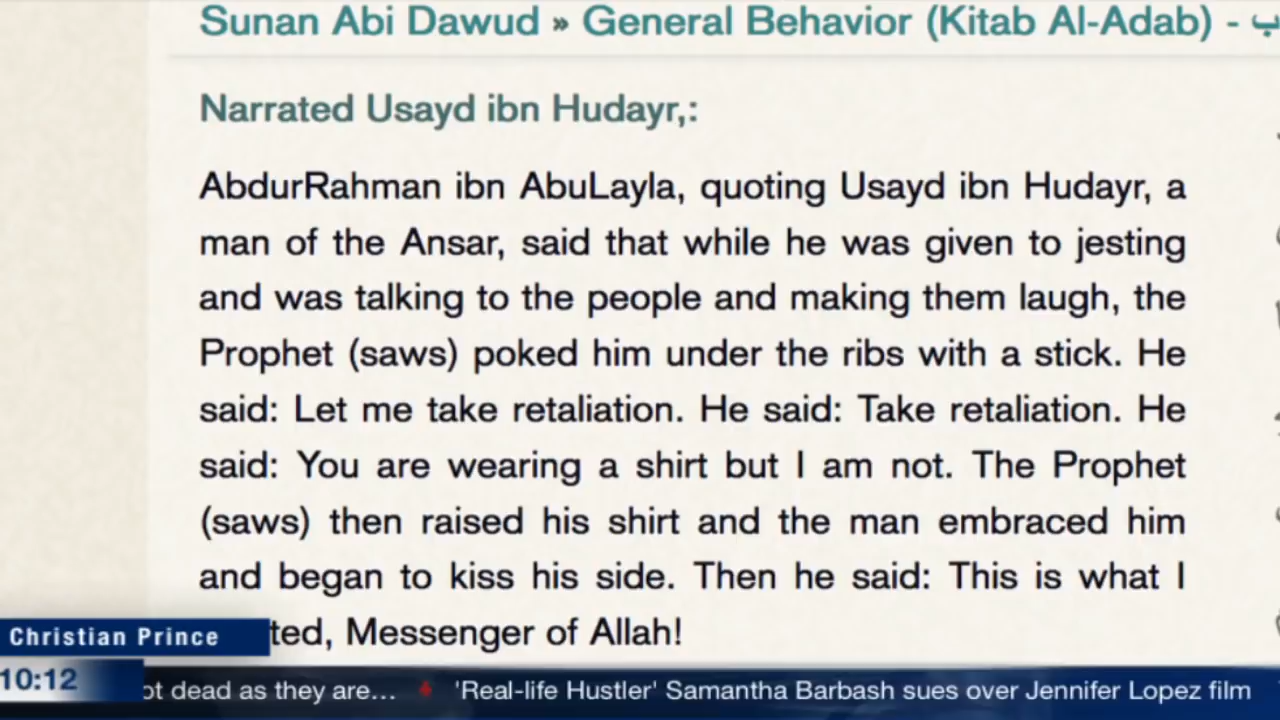 Sunan Abi Dawud » General Behavior (Kitab Al-Adab) -
Narrated Usayd ibn Hudayr,:
AbdurRahman ibn AbuLayla, quoting Usayd ibn Hudayr, a
man of the Ansar, said that while he was given to jesting
and was talking to the people and making them laugh, the
Prophet (saws) poked him under the ribs with a stick. He
said: Let me take retaliation. He said: Take retaliation. He
said: You are wearing a shirt but I am not. The Prophet
(saws) then raised his shirt and the man embraced him
and began to kiss his side. Then he said: This is what I
ted, Messenger of Allah!
Christian Prince
10:12
ot dead as they are... 'Real-life Hustler' Samantha Barbash sues over Jennifer Lopez film